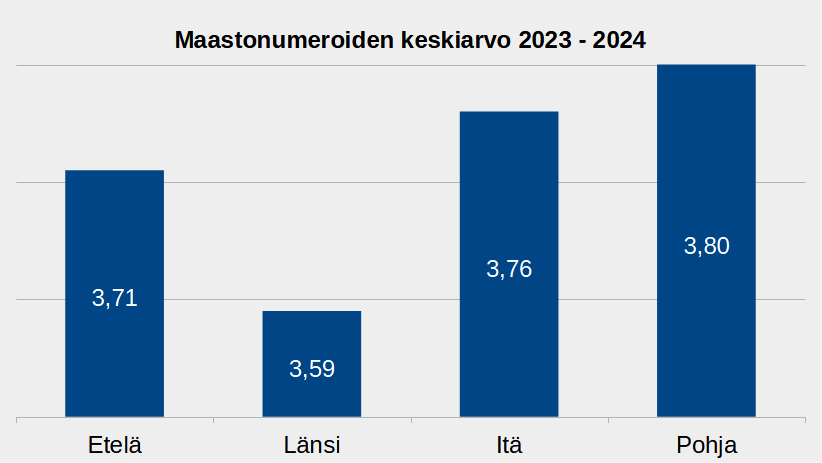 Maastonumeroiden keskiarvo 2023 - 2024
3,71
3,59
3,76
3,80
Etelä
Länsi
Itä
Pohja